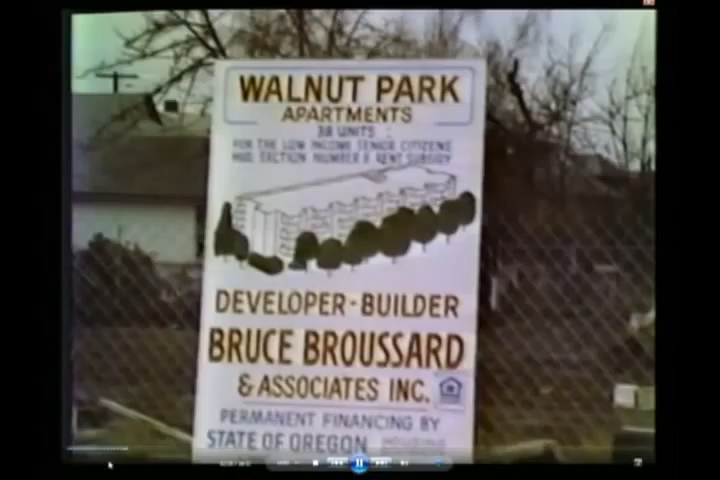 WALNUT PARK
APARTMENTS
38 UNITS
FOR THE LOW INCOME SENIOR CITIZENS
HUD, SECTION NUMBER 8 RENT SUBSIDY
DEVELOPER-BUILDER
BRUCE BROUSSARD
& ASSOCIATES INC.
PERMANENT FINANCING BY
STATE OF OREGON HOUSING